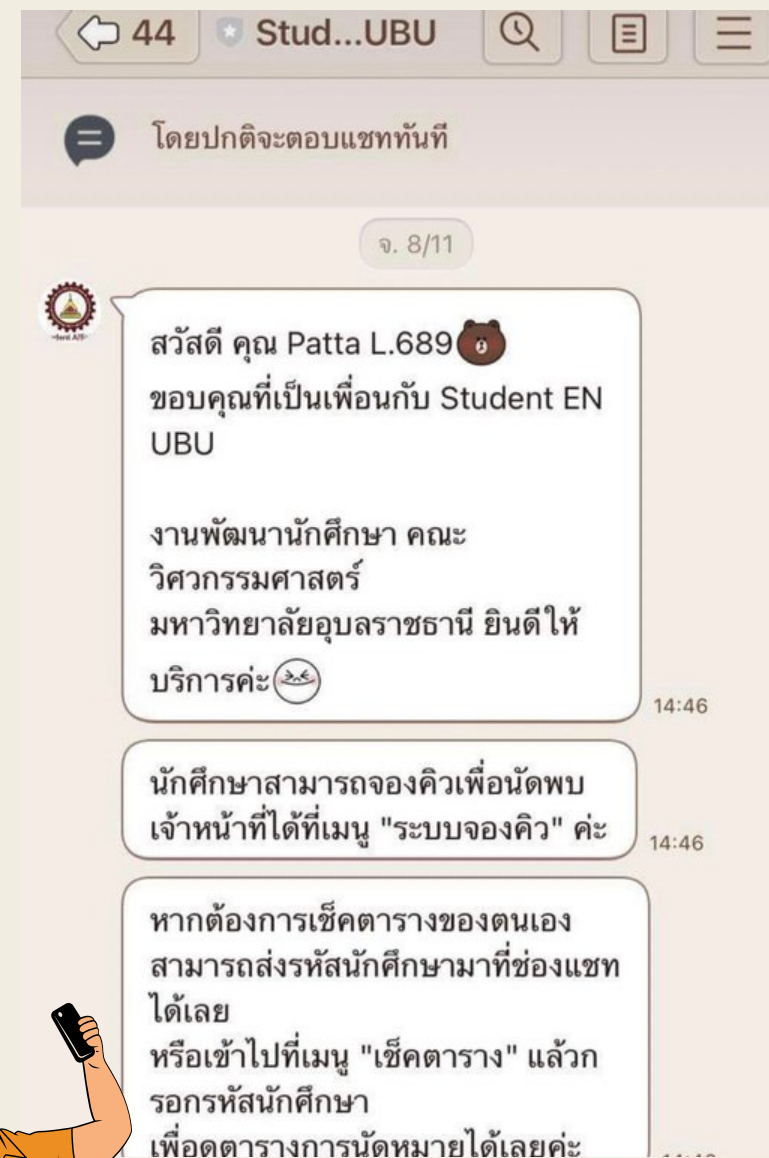 44 Stud...UBU
โดยปกติจะตอบแชททันที
จ. 8/11
สวัสดี คุณ Patta L.689
ขอบคุณที่เป็นเพื่อนกับ Student EN
UBU
งานพัฒนานักศึกษา คณะ
วิศวกรรมศาสตร์
มหาวิทยาลัยอุบลราชธานี ยินดีให้
บริการค่ะ
14:46
นักศึกษาสามารถจองคิวเพื่อนัดพบ
เจ้าหน้าที่ได้ที่เมนู "ระบบจองคิว" ค่ะ
14:46
หากต้องการเช็คตารางของตนเอง
สามารถส่งรหัสนักศึกษามาที่ช่องแชท
ได้เลย
หรือเข้าไปที่เมนู "เช็คตาราง" แล้วก
รอกรหัสนักศึกษา
เพื่อดูตารางการนัดหมายได้เลยค่ะ